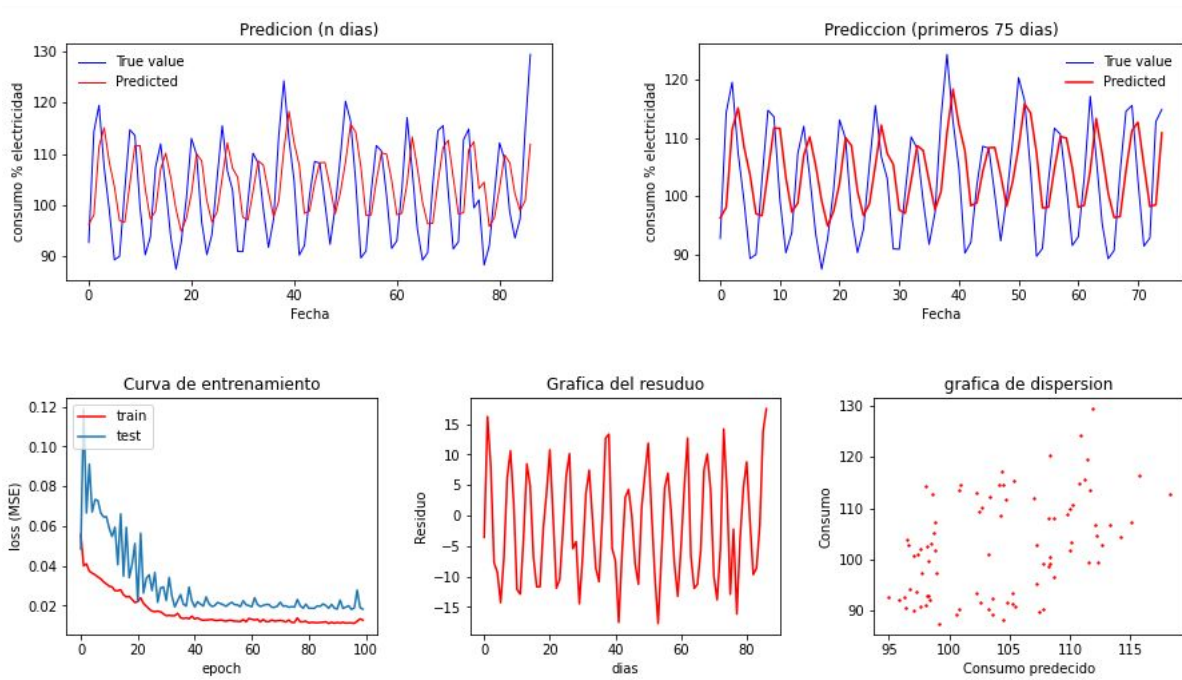 Predicion (n dias)
130
120
110
100
90
consumo % electricidad
True value
Predicted
0
20
40
60
80
Fecha
Prediccion (primeros 75 dias)
120
110
100
90
consumo % electricidad
True value
Predicted
0
10
20
30
40
50
60
70
Fecha
Curva de entrenamiento
0.12
0.10
0.08
0.06
0.04
0.02
loss (MSE)
train
test
0
20
40
60
80
100
epoch
Grafica del resuduo
15
10
5
0
−5
−10
−15
Residuo
0
20
40
60
80
dias
grafica de dispersion
130
120
110
100
90
Consumo
95
100
105
110
115
Consumo predecido